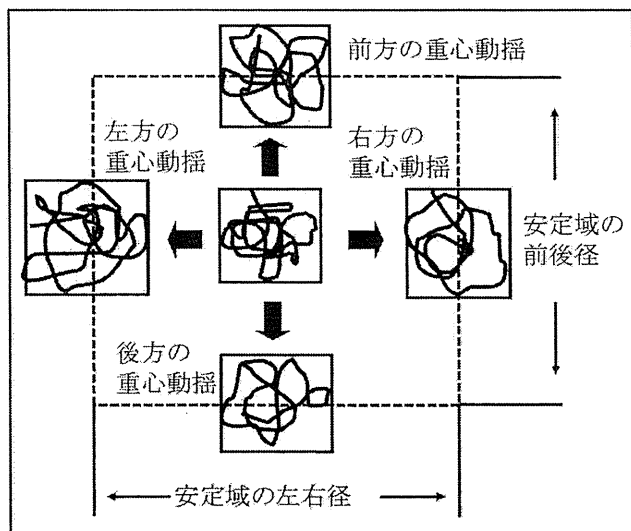 前方の重心動揺
左方の
重心動揺
右方の
重心動揺
安定域の
前後径
後方の
重心動揺
安定域の左右径